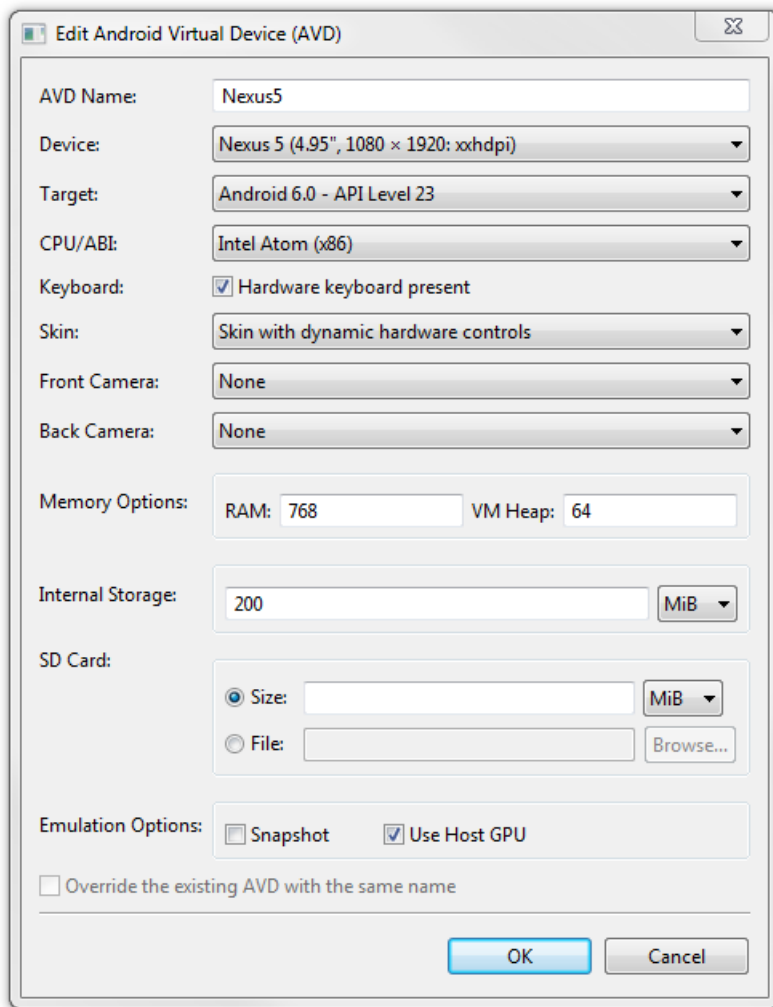 Edit Android Virtual Device (AVD)
AVD Name: Nexus5
Device: Nexus 5 (4.95", 1080 × 1920: xxhdpi)
Target: Android 6.0 - API Level 23
CPU/ABI: Intel Atom (x86)
Keyboard: Hardware keyboard present
Skin: Skin with dynamic hardware controls
Front Camera: None
Back Camera: None
Memory Options: RAM: 768 VM Heap: 64
Internal Storage: 200 MiB
SD Card:
Size: MiB
File: Browse...
Emulation Options: Snapshot Use Host GPU
Override the existing AVD with the same name
OK Cancel